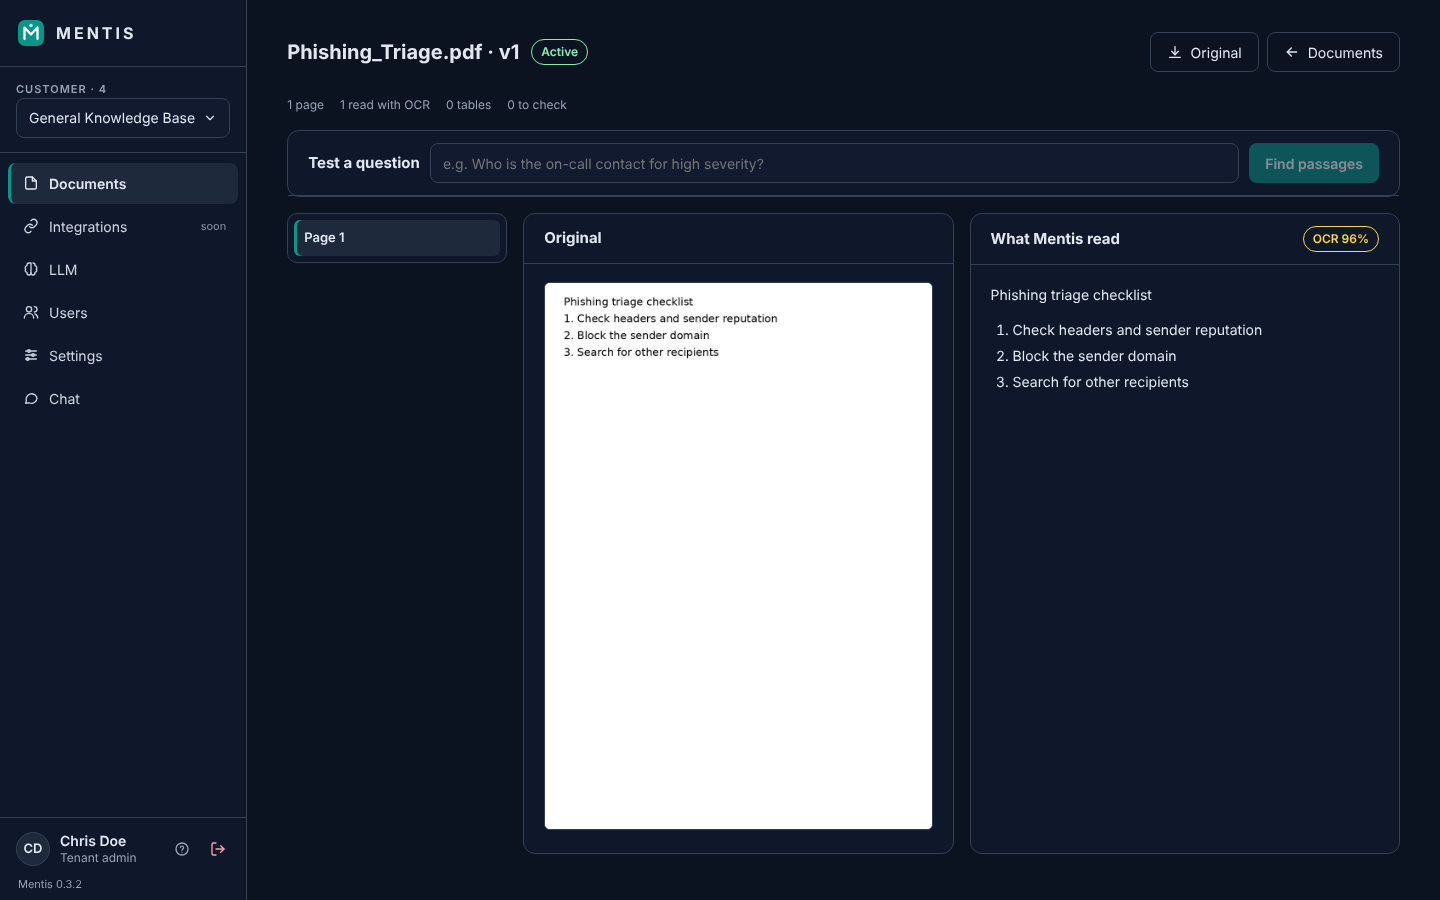 MENTIS
CUSTOMER · 4
General Knowledge Base
Documents
Integrations soon
LLM
Users
Settings
Chat
CD
Chris Doe
Tenant admin
Mentis 0.3.2
Phishing_Triage.pdf · v1 Active
Original
Documents
1 page 1 read with OCR 0 tables 0 to check
Test a question e.g. Who is the on-call contact for high severity? Find passages
Page 1
Original
Phishing triage checklist
1. Check headers and sender reputation
2. Block the sender domain
3. Search for other recipients
What Mentis read OCR 96%
Phishing triage checklist
1. Check headers and sender reputation
2. Block the sender domain
3. Search for other recipients